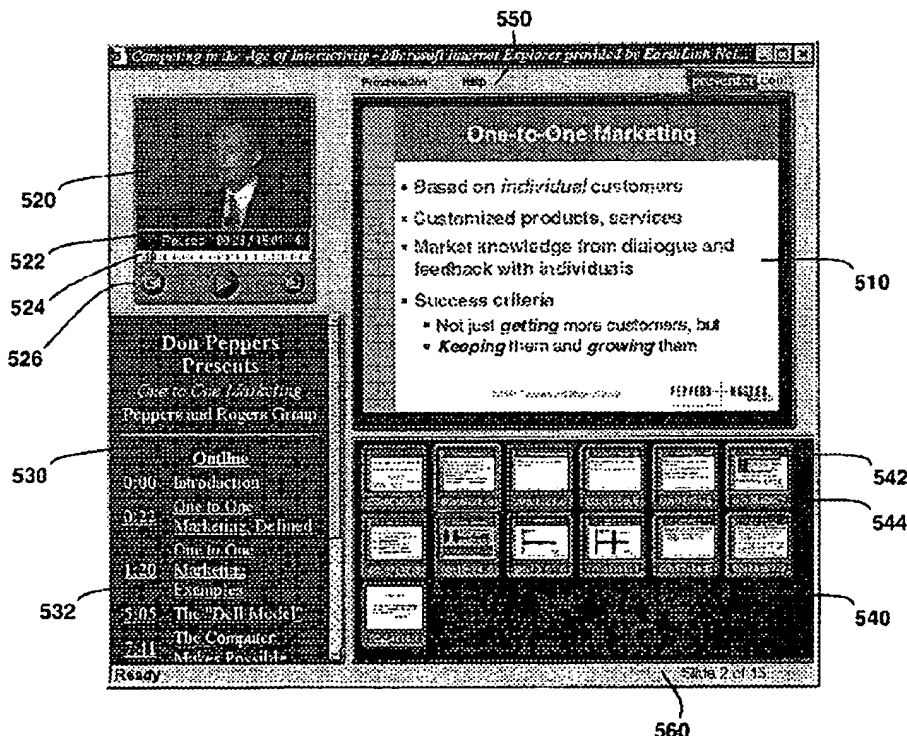 550
Competing in the Age of Interactivity - Microsoft Internet Explorer provided by EarthLink Net...
Presentation Help
One-to-One Marketing
• Based on individual customers
• Customized products, services
• Market knowledge from dialogue and
feedback with individuals
• Success criteria
• Not just getting more customers, but
• Keeping them and growing them
PEPPERS ROGERS
520
522
524
526
510
Don Peppers
Presents
One to One Marketing
Peppers and Rogers Group
Outline
0:00 Introduction
0:22 One to One
Marketing Defined
1:20 One to One
Marketing
Examples
5:05 The "Dell Model"
7:11 The Computer
530
532
542
544
540
Ready
Slide 2 of 13
560